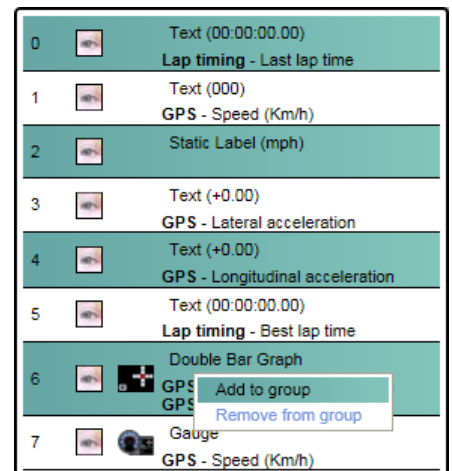 0
Text (00:00:00.00)
Lap timing - Last lap time
1
Text (000)
GPS - Speed (Km/h)
2
Static Label (mph)
3
Text (+0.00)
GPS - Lateral acceleration
4
Text (+0.00)
GPS - Longitudinal acceleration
5
Text (00:00:00.00)
Lap timing - Best lap time
6
Double Bar Graph
GPS
GPS
Add to group
Remove from group
7
Gauge
GPS - Speed (Km/h)